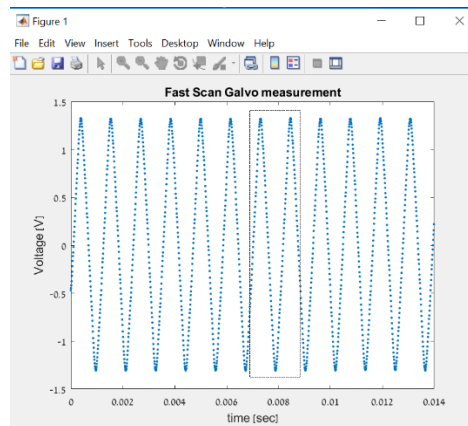 Figure 1
File Edit View Insert Tools Desktop Window Help
Fast Scan Galvo measurement
1.5
1
0.5
0
-0.5
-1
-1.5
Voltage [V]
0 0.002 0.004 0.006 0.008 0.01 0.012 0.014
time [sec]